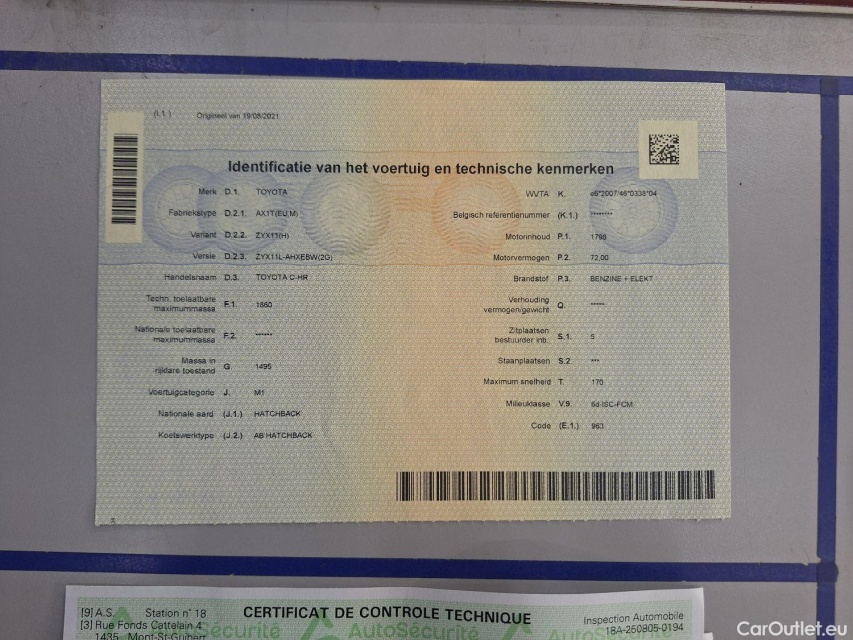 (I.1) Origineel van 19/08/2021
Identificatie van het voertuig en technische kenmerken
Merk D.1. TOYOTA
Fabriekstype D.2.1. AX1T(EU,M)
Variant D.2.2. ZYX11(H)
Versie D.2.3. ZYX11L-AHXEBW(2G)
Handelsnaam D.3. TOYOTA C-HR
Techn. toelaatbare
maximummassa F.1. 1860
Nationale toelaatbare
maximummassa F.2. ******
Massa in
rijklare toestand G. 1495
Voertuigcategorie J. M1
Nationale aard (J.1.) HATCHBACK
Koetswerktype (J.2.) AB HATCHBACK
WVTA K. e6*2007/46*0338*04
Belgisch referentienummer (K.1.) ********
Motorinhoud P.1. 1798
Motorvermogen P.2. 72,00
Brandstof P.3. BENZINE + ELEKT
Verhouding
vermogen/gewicht Q. *****
Zitplaatsen
bestuurder inb. S.1. 5
Staanplaatsen S.2. ***
Maximum snelheid T. 170
Milieuklasse V.9. 6d-ISC-FCM
Code (E.1.) 963
[9] A.S. Station n° 18
[3] Rue Fonds Cattelain 4
1435 Mont-St-Guibert
CERTIFICAT DE CONTROLE TECHNIQUE
Inspection Automobile
18A-250805-0194
AutoSécurité
CarOutlet.eu